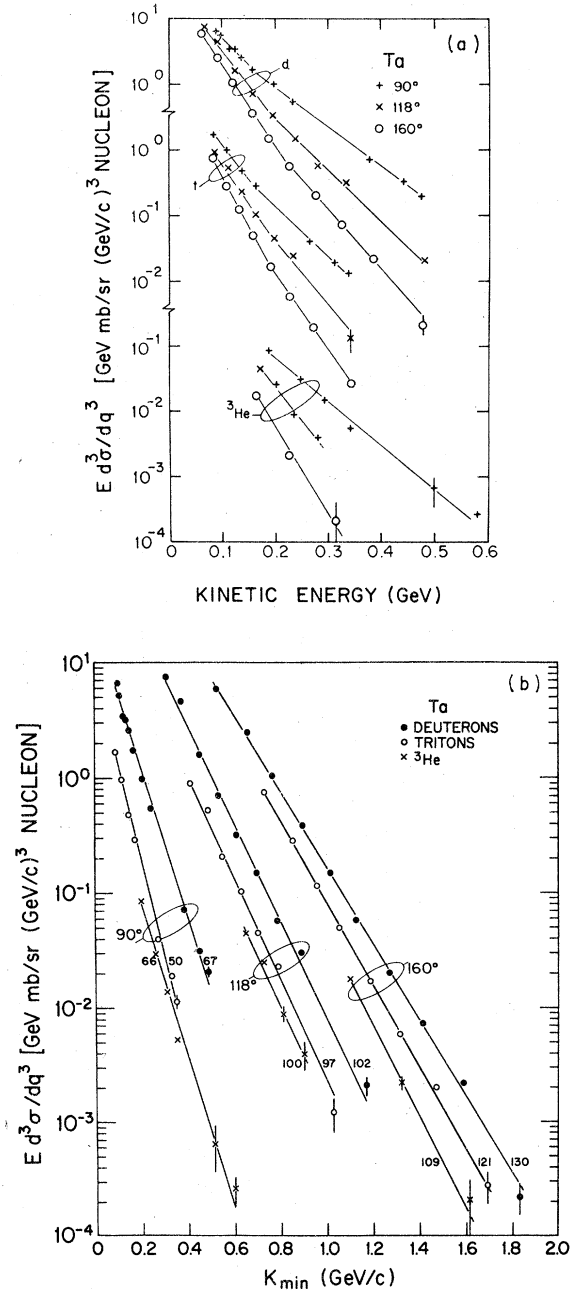 (a)
Ta
+ 90°
× 118°
○ 160°
d
t
³He
10¹
10⁰
10⁰
10⁻¹
10⁻²
10⁻¹
10⁻²
10⁻³
10⁻⁴
E d³σ/dq³ [GeV mb/sr (GeV/c)³ NUCLEON]
0 0.1 0.2 0.3 0.4 0.5 0.6
KINETIC ENERGY (GeV)
(b)
Ta
● DEUTERONS
○ TRITONS
× ³He
10¹
10⁰
10⁻¹
10⁻²
10⁻³
10⁻⁴
E d³σ/dq³ [GeV mb/sr (GeV/c)³ NUCLEON]
90°
66 50 67
118°
100 97 102
160°
109 121 130
0 0.2 0.4 0.6 0.8 1.0 1.2 1.4 1.6 1.8 2.0
Kmin (GeV/c)